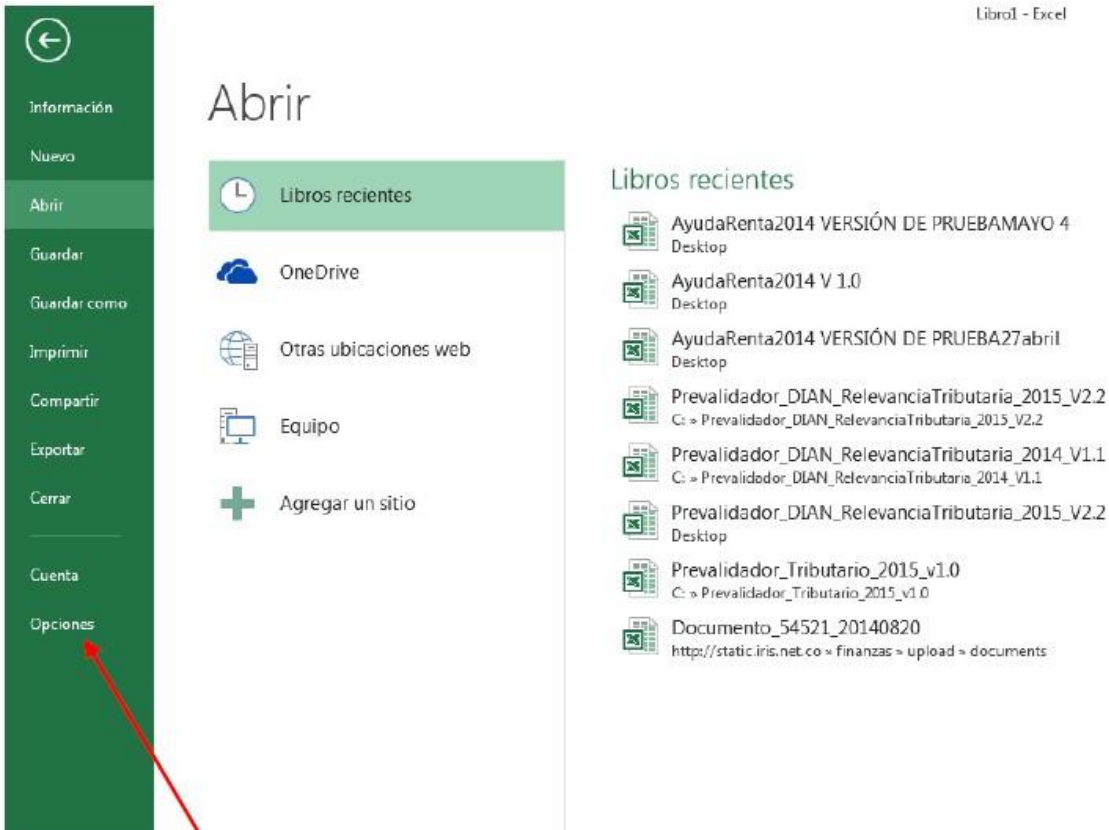 Libro1 - Excel
Información
Nuevo
Abrir
Guardar
Guardar como
Imprimir
Compartir
Exportar
Cerrar
Cuenta
Opciones
Abrir
Libros recientes
OneDrive
Otras ubicaciones web
Equipo
Agregar un sitio
Libros recientes
AyudaRenta2014 VERSIÓN DE PRUEBAMAYO 4
Desktop
AyudaRenta2014 V 1.0
Desktop
AyudaRenta2014 VERSIÓN DE PRUEBA27abril
Desktop
Prevalidador_DIAN_RelevanciaTributaria_2015_V2.2
C: » Prevalidador_DIAN_RelevanciaTributaria_2015_V2.2
Prevalidador_DIAN_RelevanciaTributaria_2014_V1.1
C: » Prevalidador_DIAN_RelevanciaTributaria_2014_V1.1
Prevalidador_DIAN_RelevanciaTributaria_2015_V2.2
Desktop
Prevalidador_Tributario_2015_v1.0
C: » Prevalidador_Tributario_2015_v1.0
Documento_54521_20140820
http://static.iris.net.co » finanzas » upload » documents